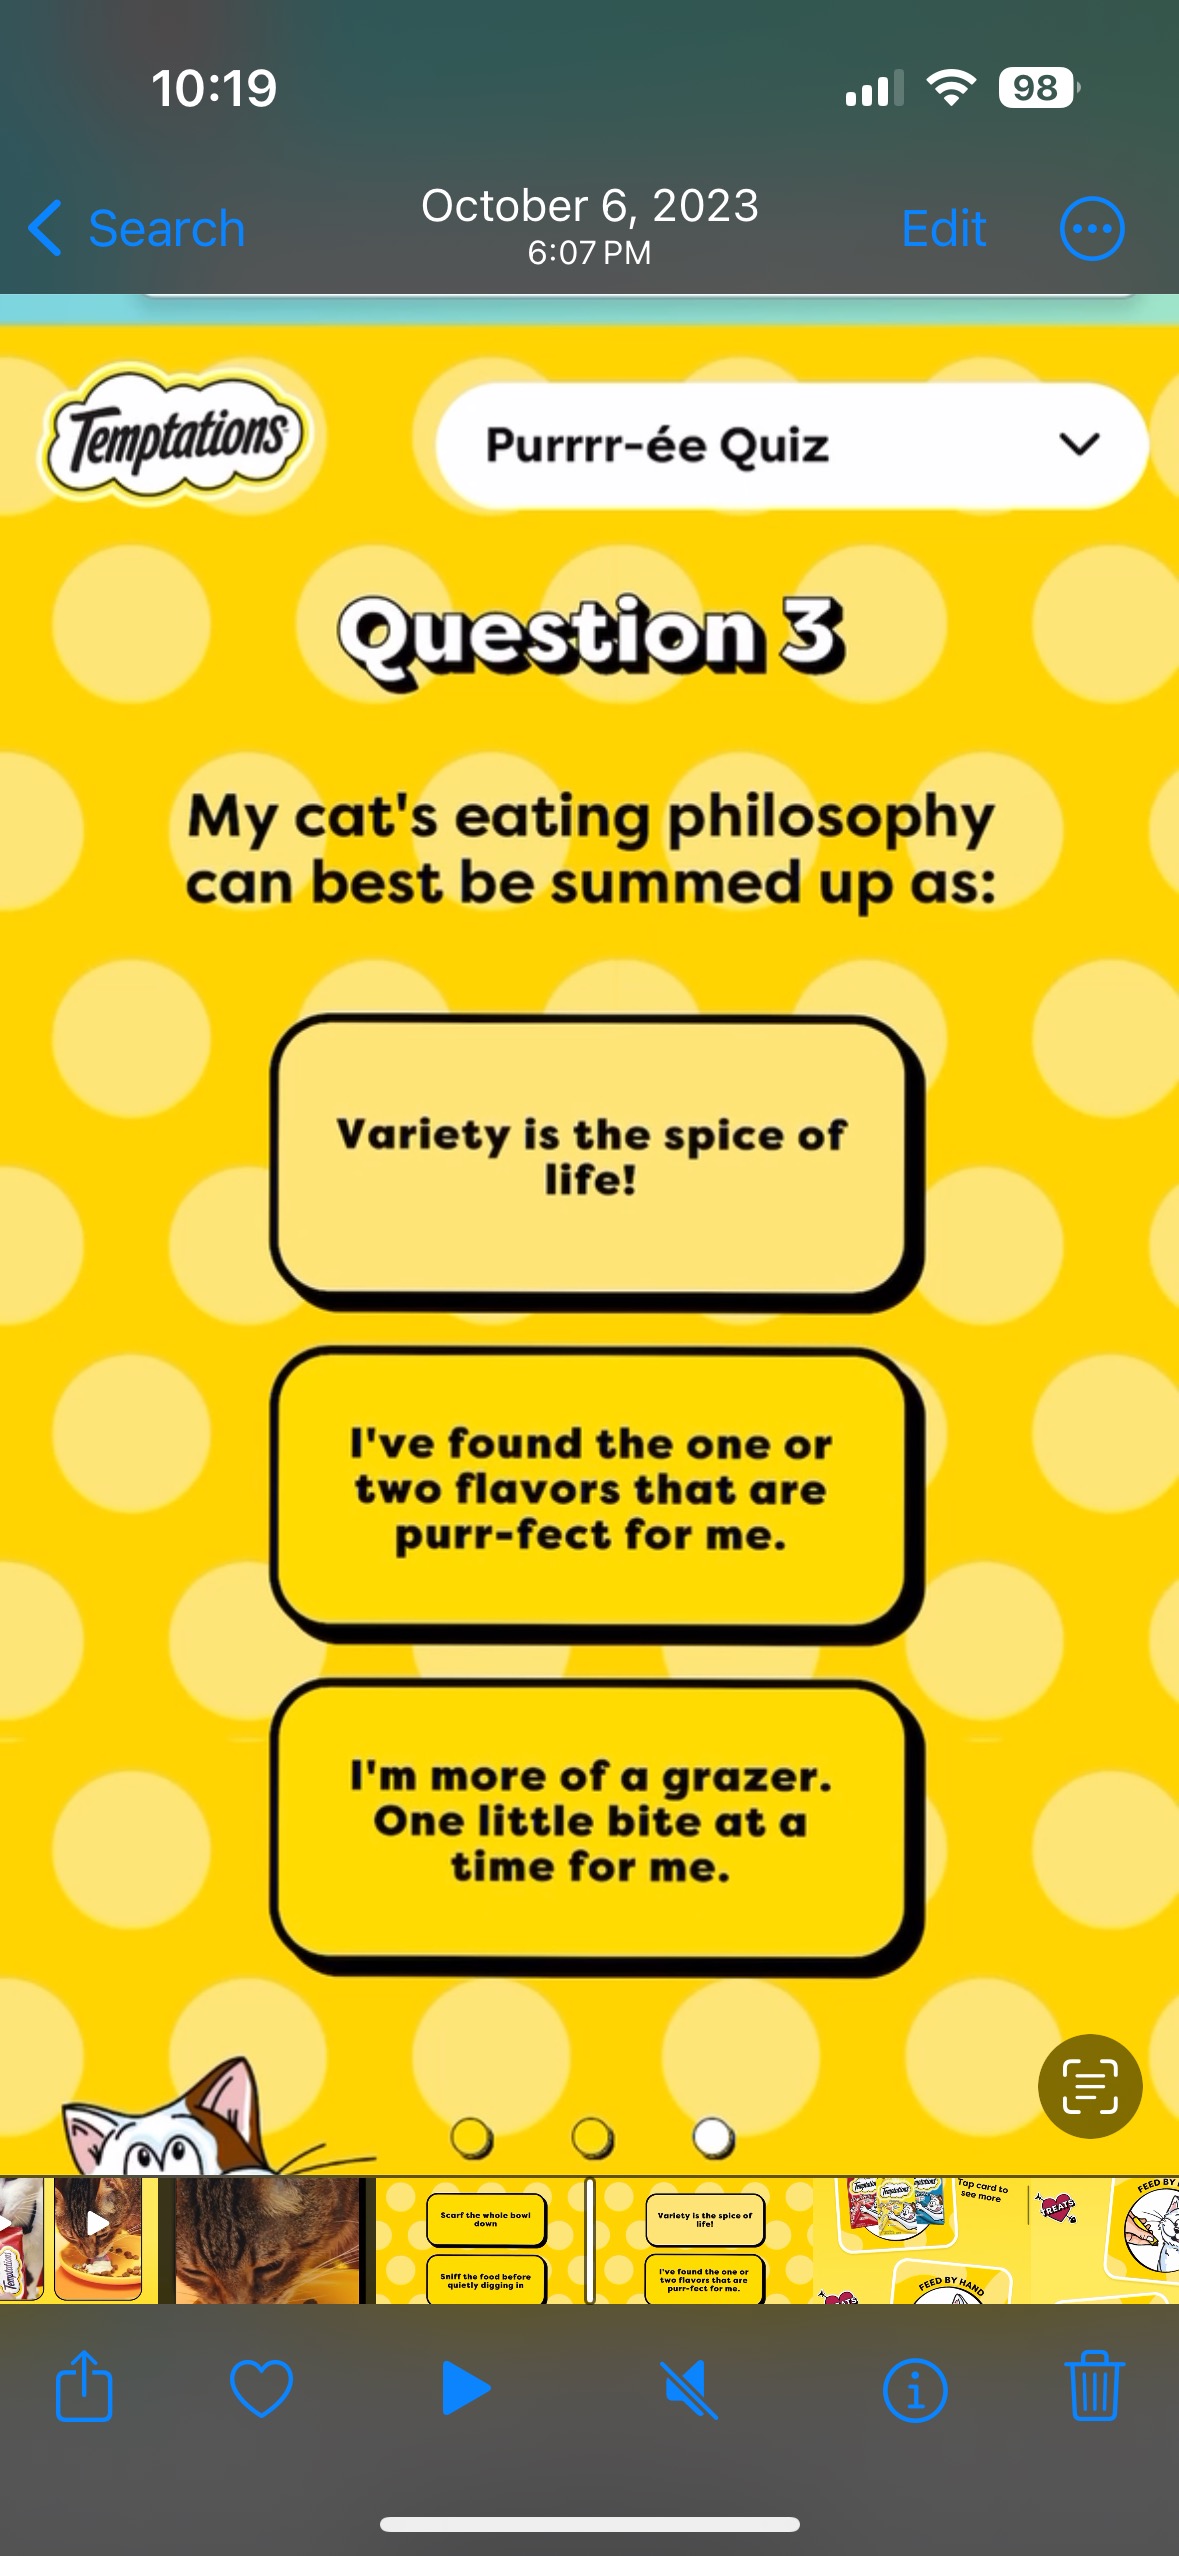 10:19
98
Search
October 6, 2023
6:07 PM
Edit
Temptations
Purrrr-ée Quiz
Question 3
My cat's eating philosophy
can best be summed up as:
Variety is the spice of
life!
I've found the one or
two flavors that are
purr-fect for me.
I'm more of a grazer.
One little bite at a
time for me.
Scarf the whole bowl
down
Sniff the food before
quietly digging in
Variety is the spice of
life!
I've found the one or
two flavors that are
purr-fect for me.
Temptations
Tap card to
see more
FEED BY HAND
TREATS
FEED BY